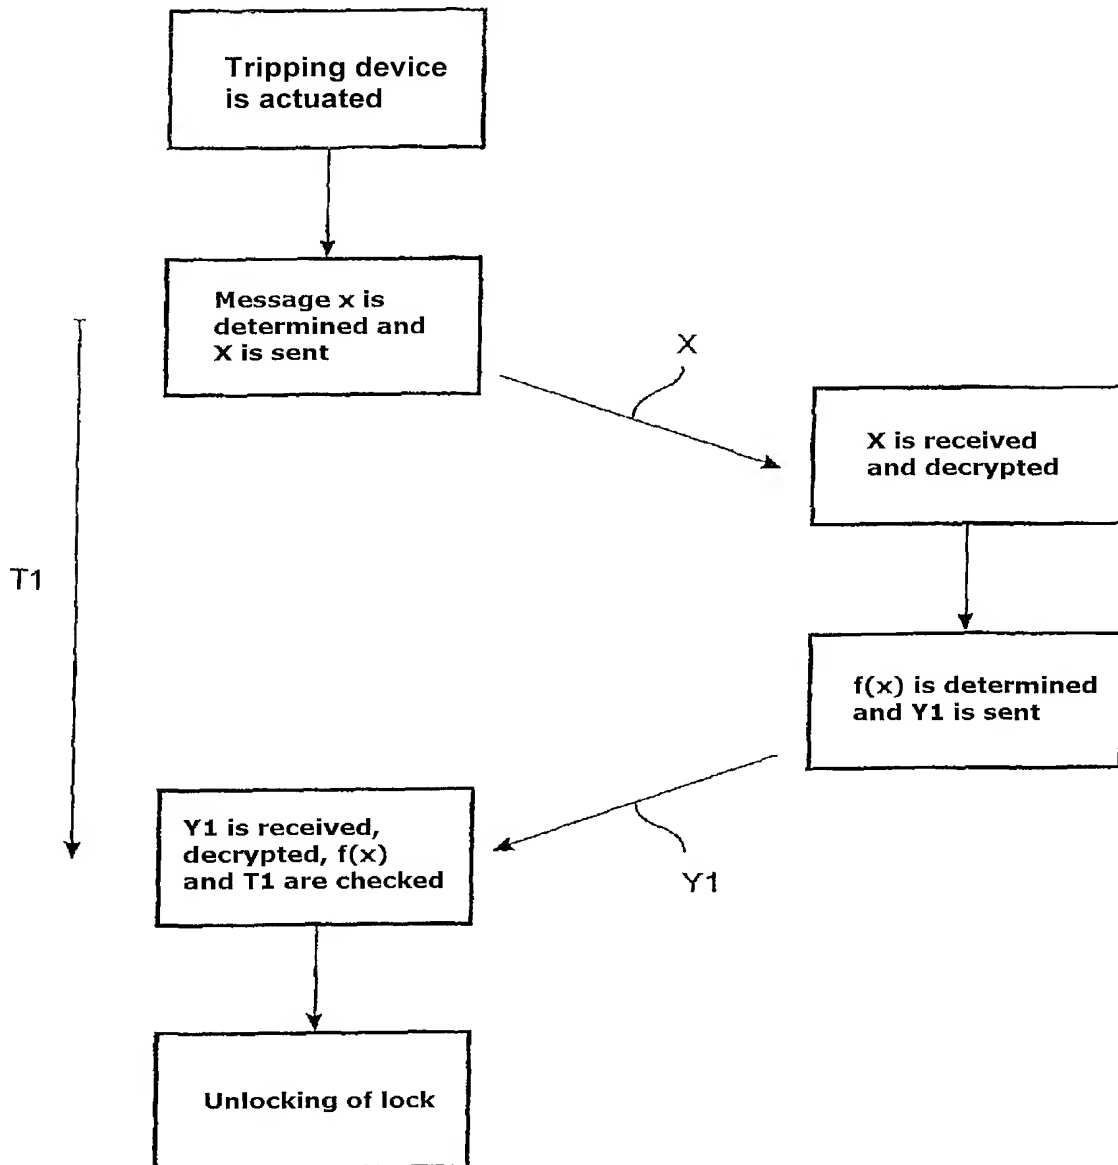 Tripping device
is actuated
Message x is
determined and
X is sent
X
X is received
and decrypted
T1
f(x) is determined
and Y1 is sent
Y1 is received,
decrypted, f(x)
and T1 are checked
Y1
Unlocking of lock